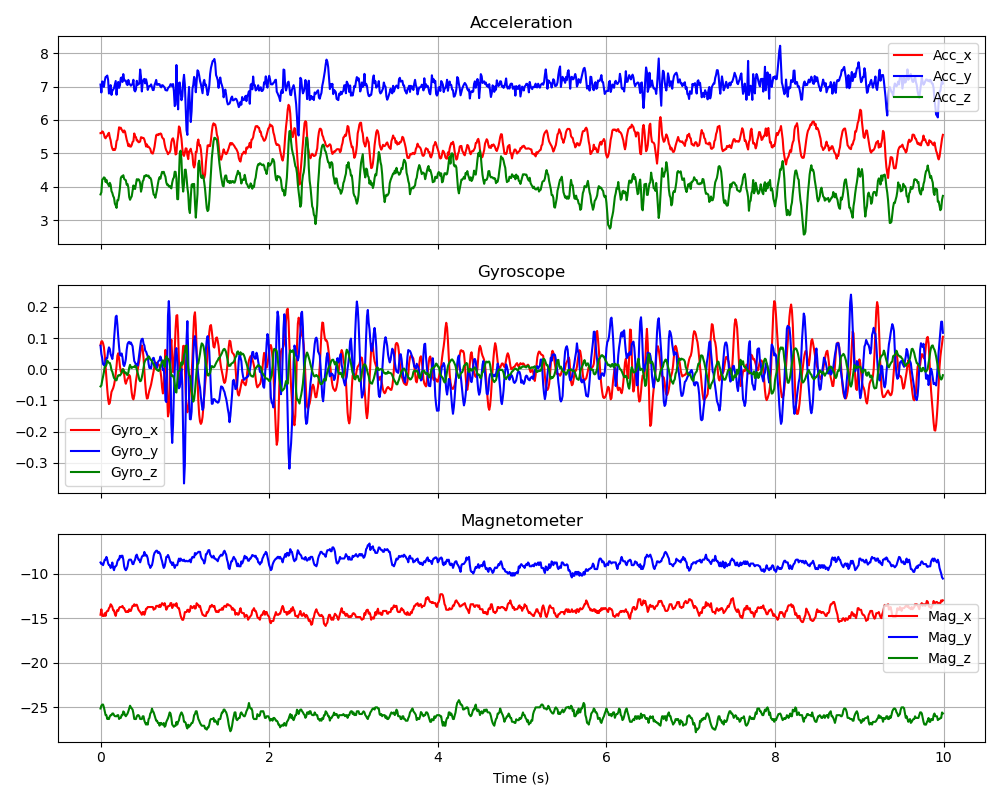 Acceleration
8
7
6
5
4
3
Acc_x
Acc_y
Acc_z
Gyroscope
0.2
0.1
0.0
−0.1
−0.2
−0.3
Gyro_x
Gyro_y
Gyro_z
Magnetometer
−10
−15
−20
−25
Mag_x
Mag_y
Mag_z
0 2 4 6 8 10
Time (s)